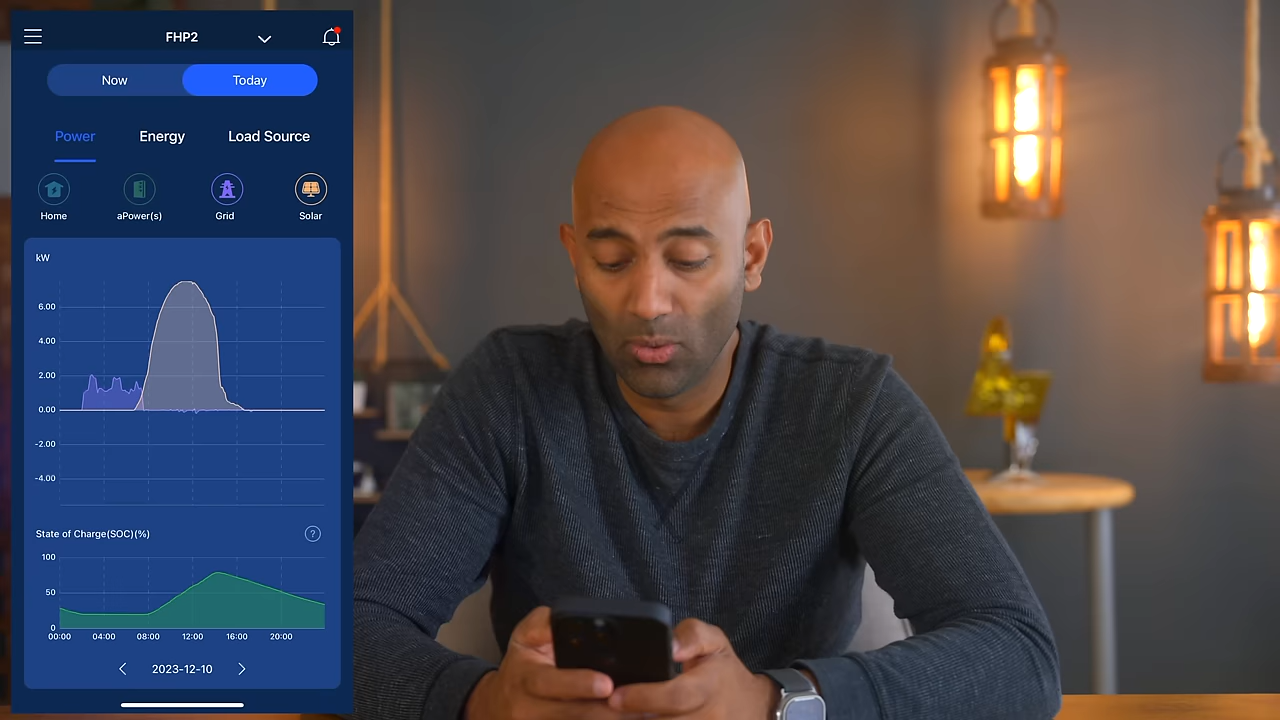 FHP2
Now Today
Power Energy Load Source
Home aPower(s) Grid Solar
kW
6.00
4.00
2.00
0.00
-2.00
-4.00
State of Charge(SOC)(%) ?
100
50
0
00:00 04:00 08:00 12:00 16:00 20:00
2023-12-10